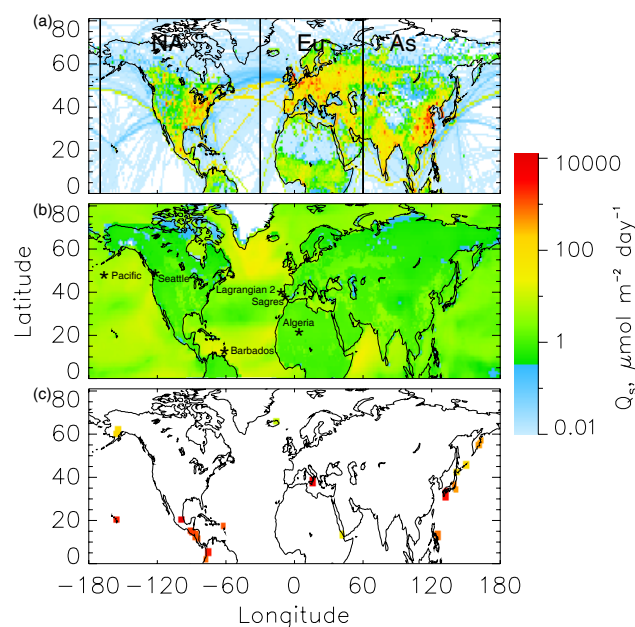 (a)
NA
Eu
As
80
60
40
20
0
(b)
80
60
40
20
0
Pacific
Seattle
Lagrangian 2
Sagres
Algeria
Barbados
(c)
80
60
40
20
0
−180 −120 −60 0 60 120 180
Longitude
Latitude
10000
100
1
0.01
Qs, μmol m−2 day−1